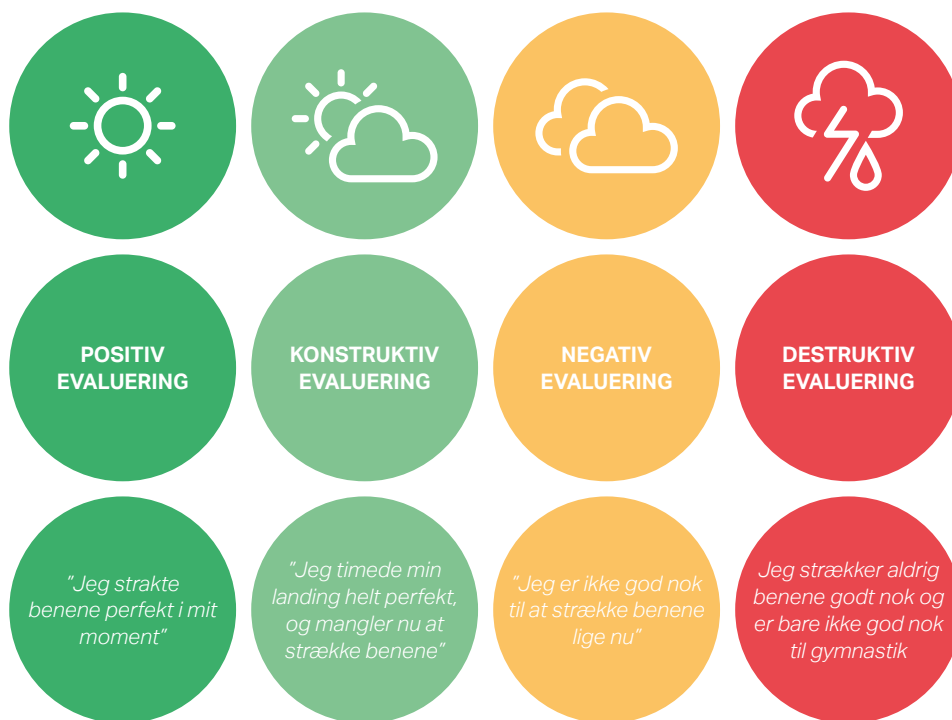 POSITIV
EVALUERING
KONSTRUKTIV
EVALUERING
NEGATIV
EVALUERING
DESTRUKTIV
EVALUERING
"Jeg strakte
benene perfekt i mit
moment"
"Jeg timede min
landing helt perfekt,
og mangler nu at
strække benene"
"Jeg er ikke god nok
til at strække benene
lige nu"
Jeg strækker aldrig
benene godt nok og
er bare ikke god nok
til gymnastik